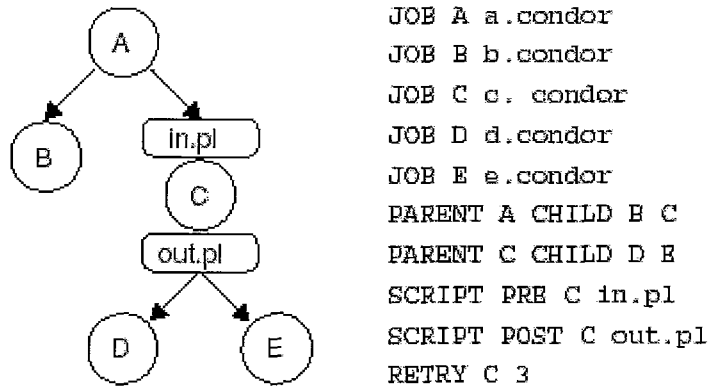 A
B
in.pl
C
out.pl
D
E
JOB A a.condor
JOB B b.condor
JOB C c. condor
JOB D d.condor
JOB E e.condor
PARENT A CHILD B C
PARENT C CHILD D E
SCRIPT PRE C in.pl
SCRIPT POST C out.pl
RETRY C 3